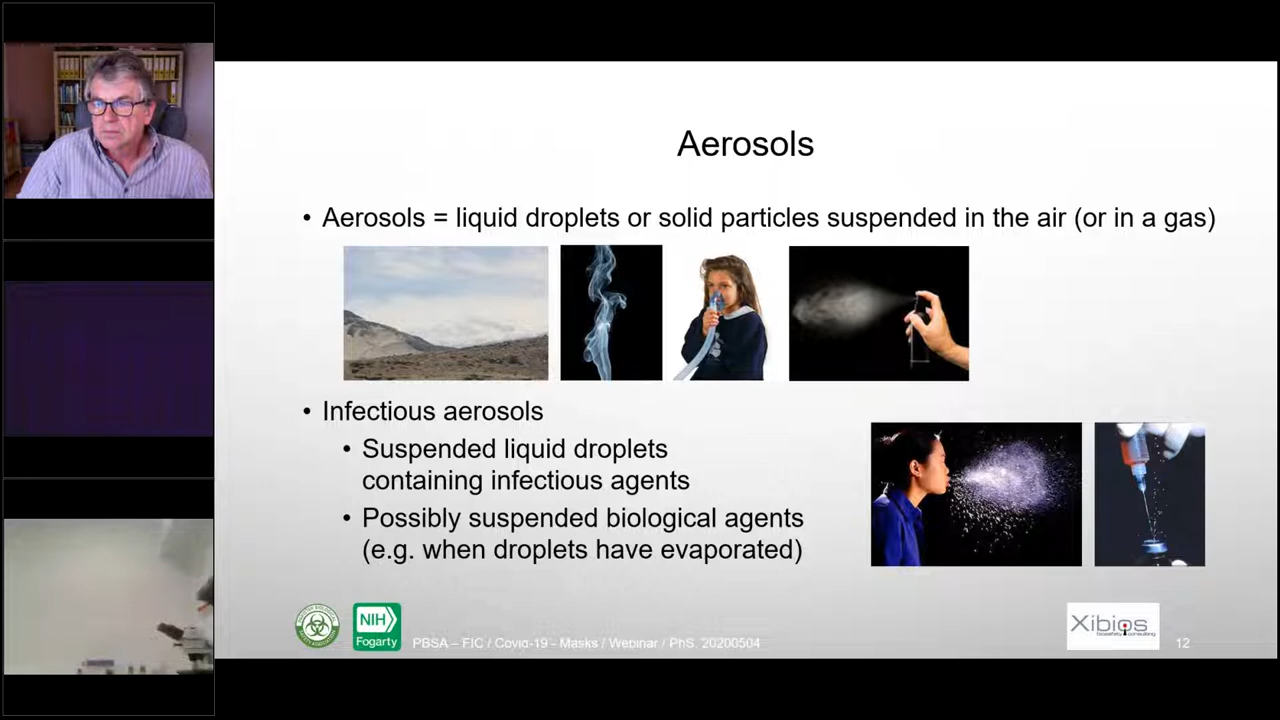 Aerosols
• Aerosols = liquid droplets or solid particles suspended in the air (or in a gas)
• Infectious aerosols
• Suspended liquid droplets
containing infectious agents
• Possibly suspended biological agents
(e.g. when droplets have evaporated)
NIH
Fogarty
PBSA – FIC / Covid-19 - Masks / Webinar / PhS. 20200504
Xibios
biosafety consulting
12